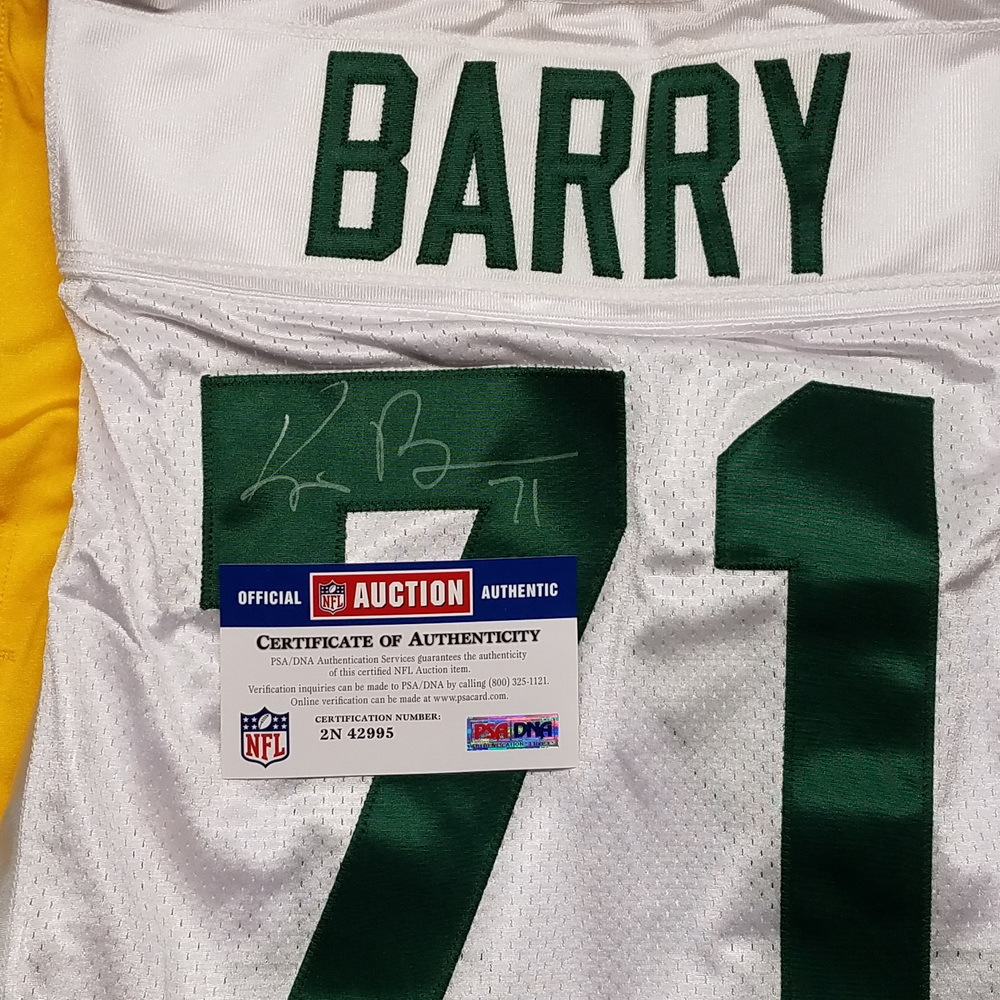 BARRY
71
71
OFFICIAL NFL AUCTION AUTHENTIC
CERTIFICATE OF AUTHENTICITY
PSA/DNA Authentication Services guarantees the authenticity
of this certified NFL Auction item.
Verification inquiries can be made to PSA/DNA by calling (800) 325-1121.
Online verification can be made at www.psacard.com.
CERTIFICATION NUMBER:
2N 42995
NFL
PSA DNA